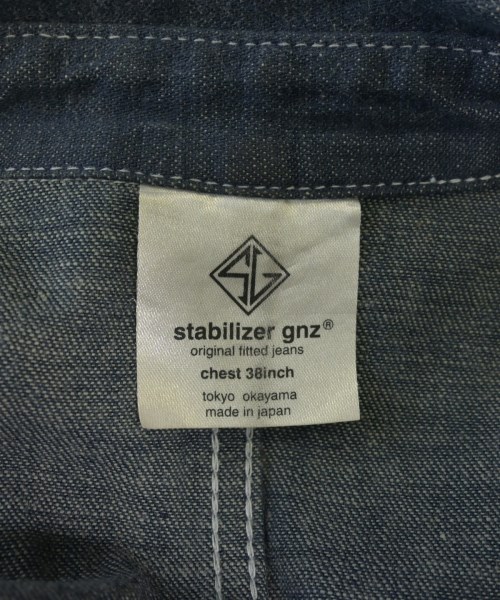 SG
stabilizer gnz®
original fitted jeans
chest 38inch
tokyo okayama
made in japan